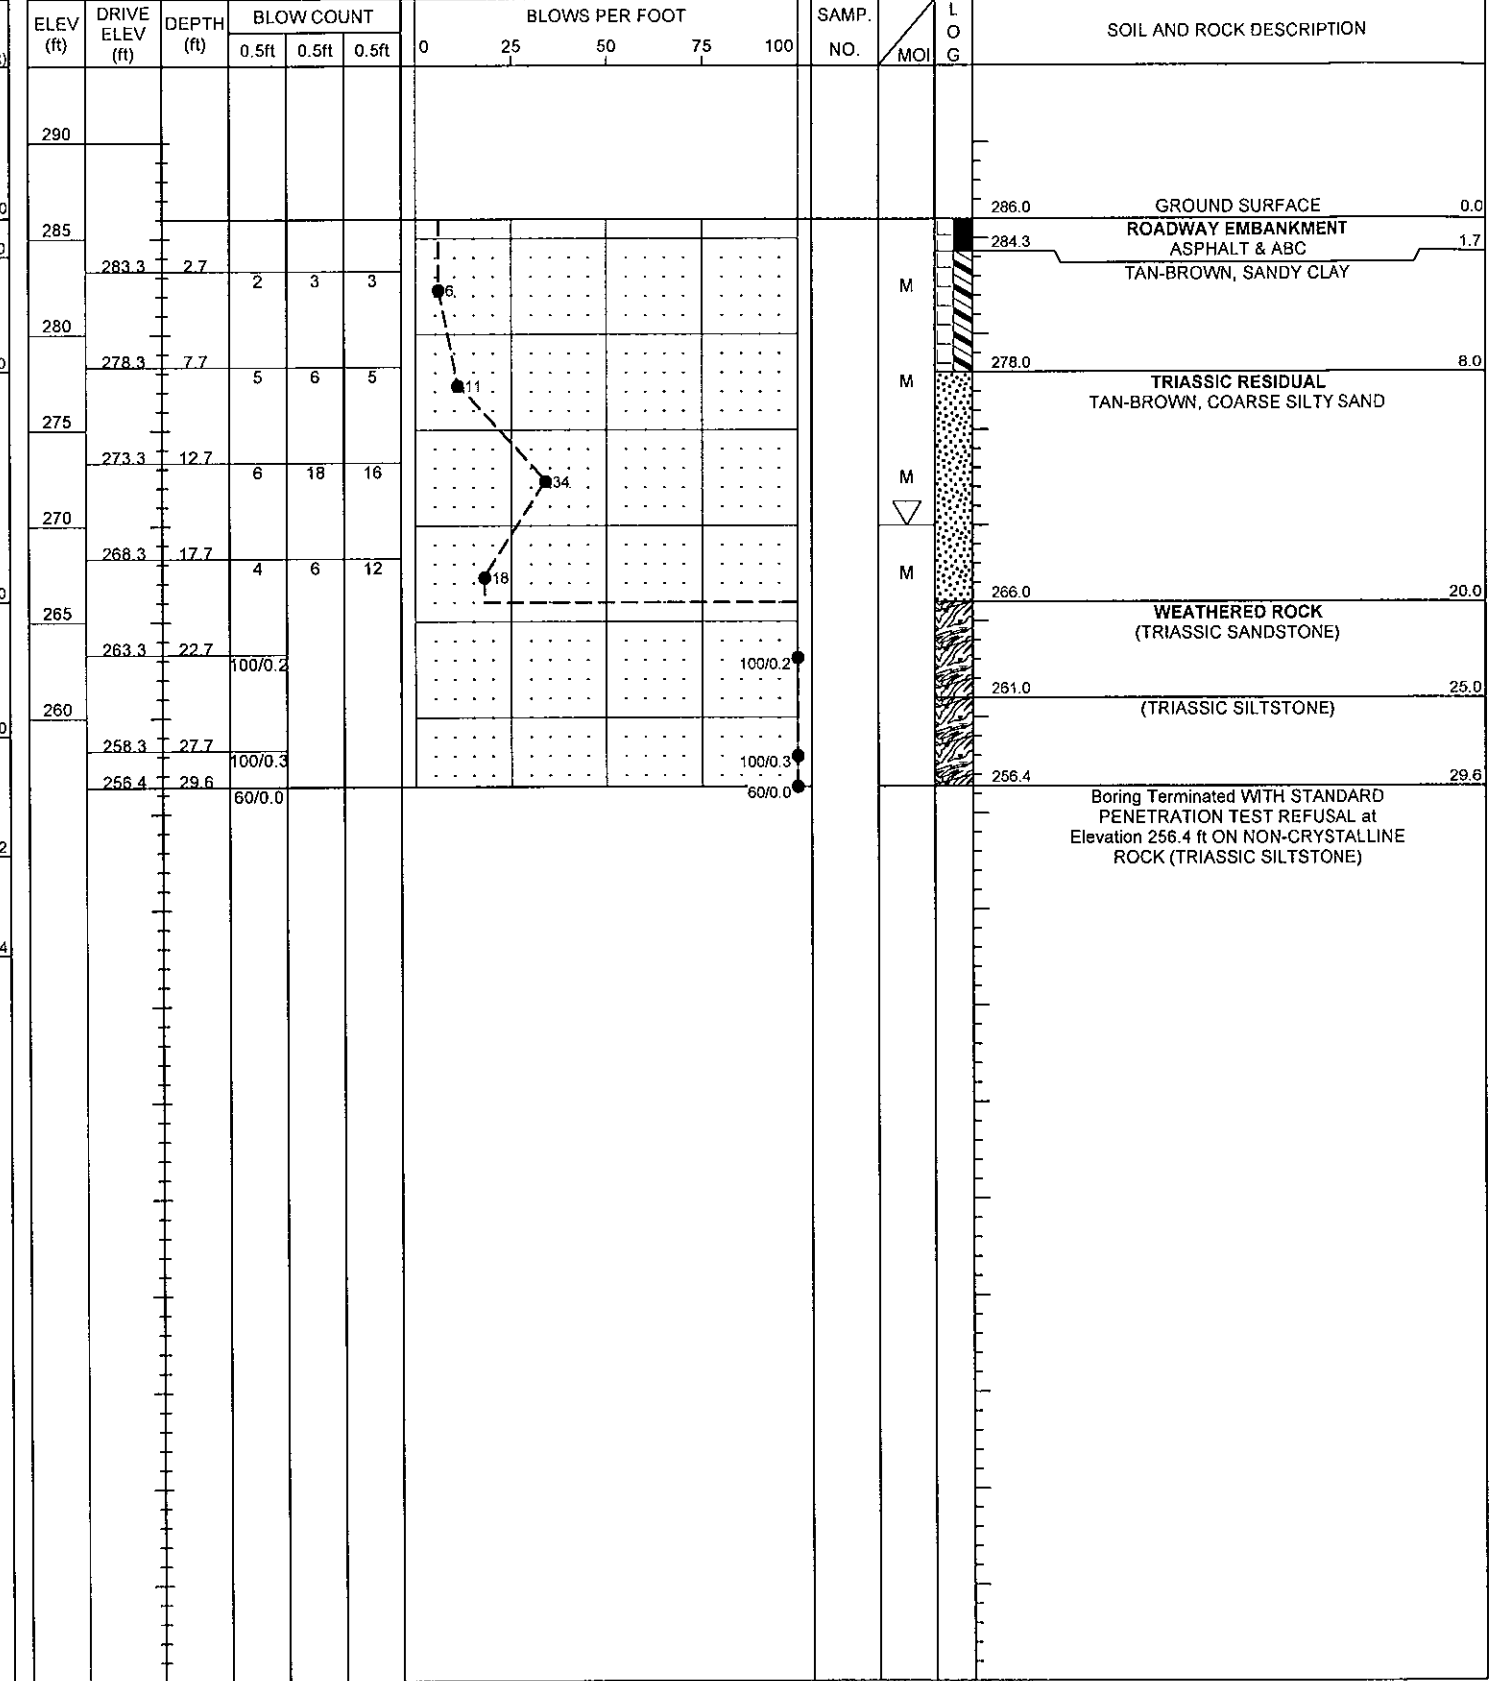 ELEV (ft) DRIVE ELEV (ft) DEPTH (ft) BLOW COUNT 0.5ft 0.5ft 0.5ft BLOWS PER FOOT 0 25 50 75 100 SAMP. NO. MOI LOG SOIL AND ROCK DESCRIPTION
290
286.0 GROUND SURFACE 0.0
285
ROADWAY EMBANKMENT
284.3 ASPHALT & ABC 1.7
283.3 2.7 2 3 3
TAN-BROWN, SANDY CLAY
6 M
280
278.3 7.7 5 6 5
278.0 8.0
11 M TRIASSIC RESIDUAL
TAN-BROWN, COARSE SILTY SAND
275
273.3 12.7 6 18 16
34 M
270
268.3 17.7 4 6 12
18 M
266.0 20.0
265 WEATHERED ROCK
(TRIASSIC SANDSTONE)
263.3 22.7 100/0.2 100/0.2
261.0 25.0
260 (TRIASSIC SILTSTONE)
258.3 27.7 100/0.3 100/0.3
256.4 29.6 60/0.0 60/0.0 256.4 29.6
Boring Terminated WITH STANDARD
PENETRATION TEST REFUSAL at
Elevation 256.4 ft ON NON-CRYSTALLINE
ROCK (TRIASSIC SILTSTONE)